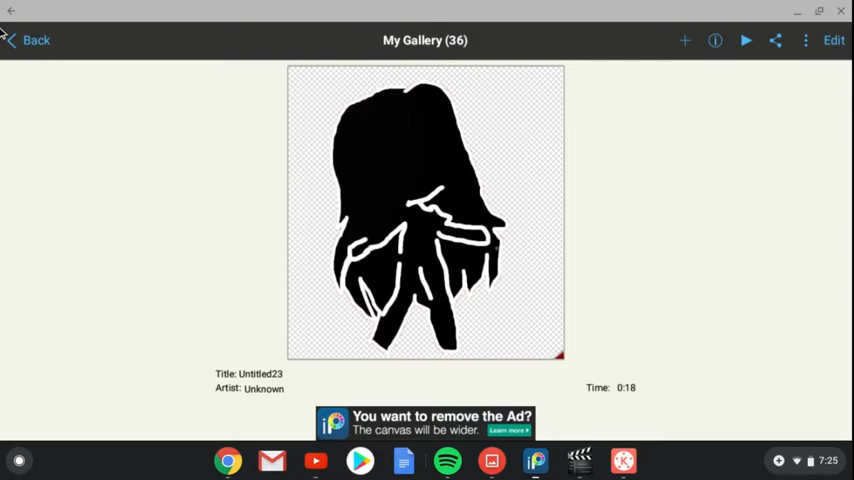 Back
My Gallery (36)
Edit
Title: Untitled23
Artist: Unknown
Time: 0:18
iP
You want to remove the Ad?
The canvas will be wider.
Learn more
7:25